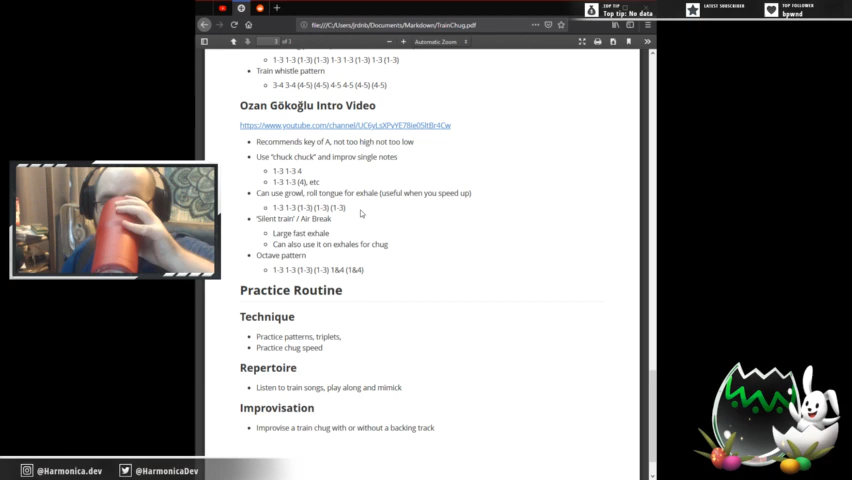 file:///C:/Users/jrdnb/Documents/Markdown/TrainChug.pdf
TOP TIP
Top tip: No data
LATEST SUBSCRIBER
TOP FOLLOWER
bpwnd
3 of 3
Automatic Zoom
1-3 1-3 (1-3) (1-3) 1-3 1-3 (1-3) 1-3 (1-3)
Train whistle pattern
3-4 3-4 (4-5) (4-5) 4-5 4-5 (4-5) (4-5)
Ozan Gökoğlu Intro Video
Recommends key of A, not too high not too low
Use “chuck chuck” and improv single notes
1-3 1-3 4
1-3 1-3 (4), etc
Can use growl, roll tongue for exhale (useful when you speed up)
1-3 1-3 (1-3) (1-3) (1-3)
'Silent train' / Air Break
Large fast exhale
Can also use it on exhales for chug
Octave pattern
1-3 1-3 (1-3) (1-3) 1&4 (1&4)
Practice Routine
Technique
Practice patterns, triplets,
Practice chug speed
Repertoire
Listen to train songs, play along and mimick
Improvisation
Improvise a train chug with or without a backing track
@Harmonica.dev
@HarmonicaDev